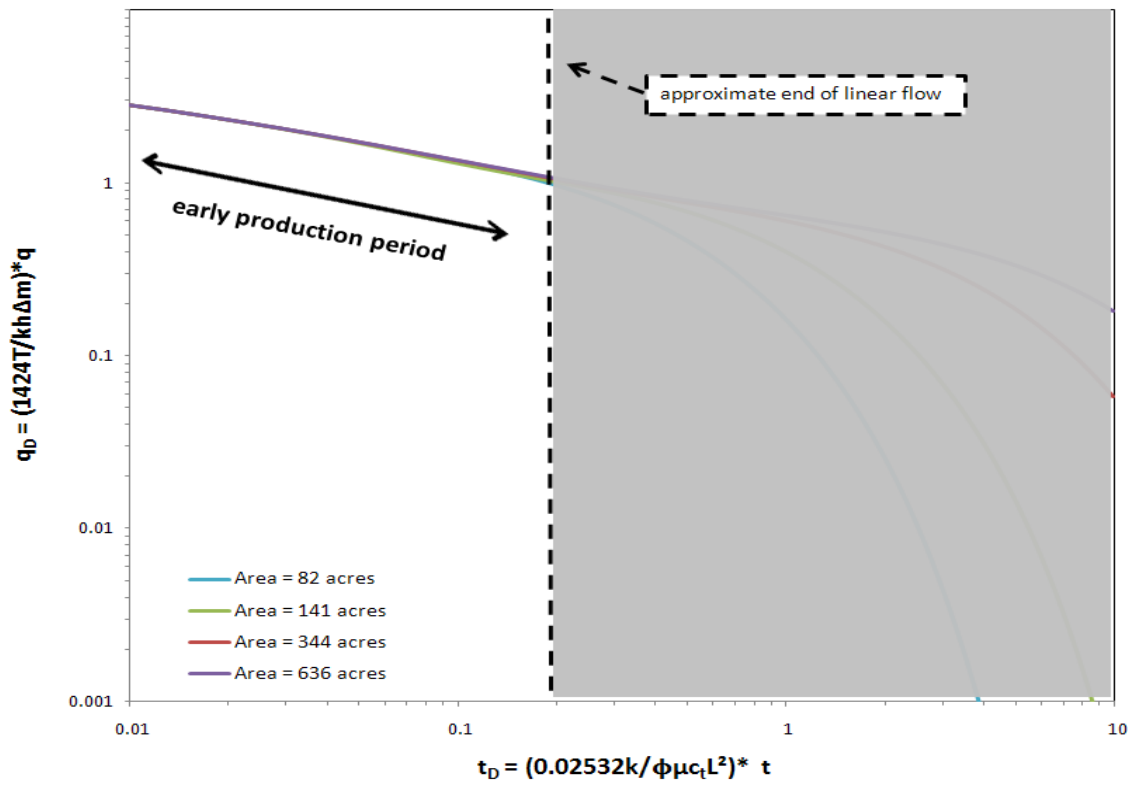 approximate end of linear flow
early production period
q_D = (1424T/khΔm)*q
1
0.1
0.01
0.001
Area = 82 acres
Area = 141 acres
Area = 344 acres
Area = 636 acres
0.01
0.1
1
10
t_D = (0.02532k/ϕμc_tL²)* t